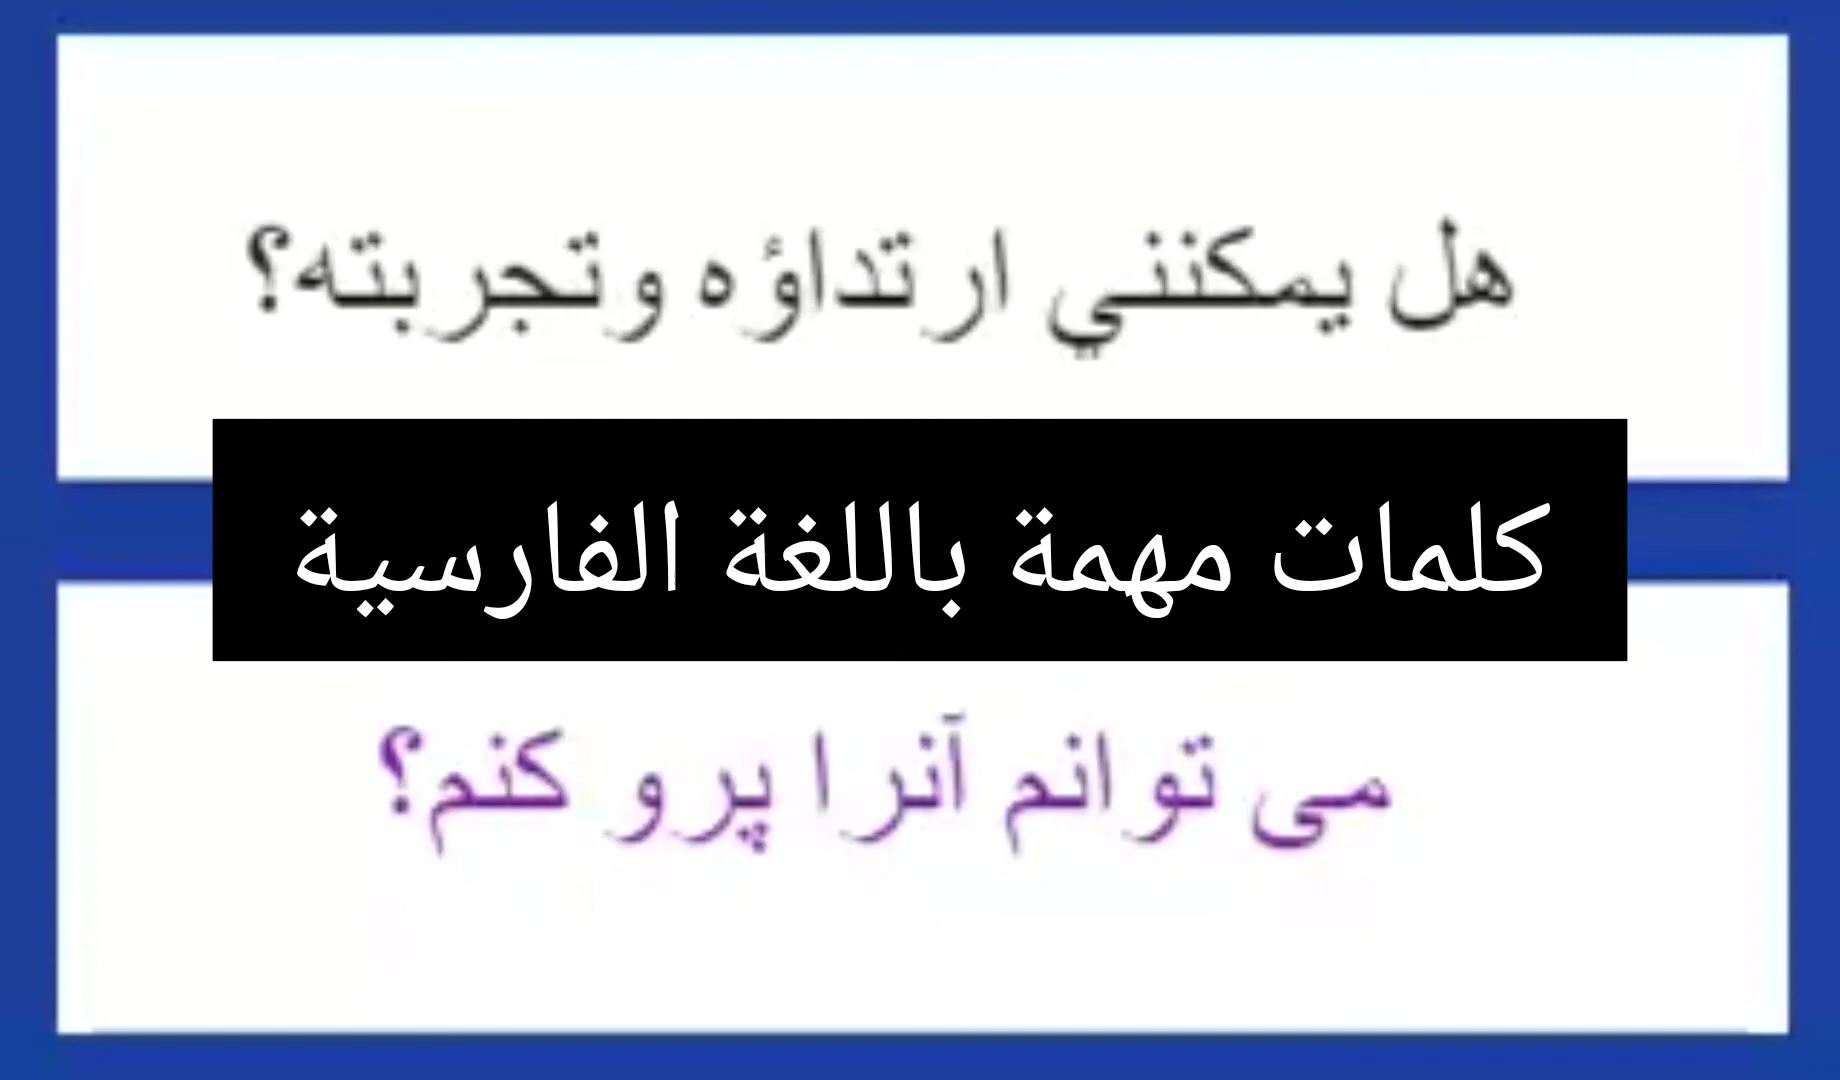 هل يمكنني ارتداؤه وتجربته؟
كلمات مهمة باللغة الفارسية
می توانم آنرا پرو کنم؟